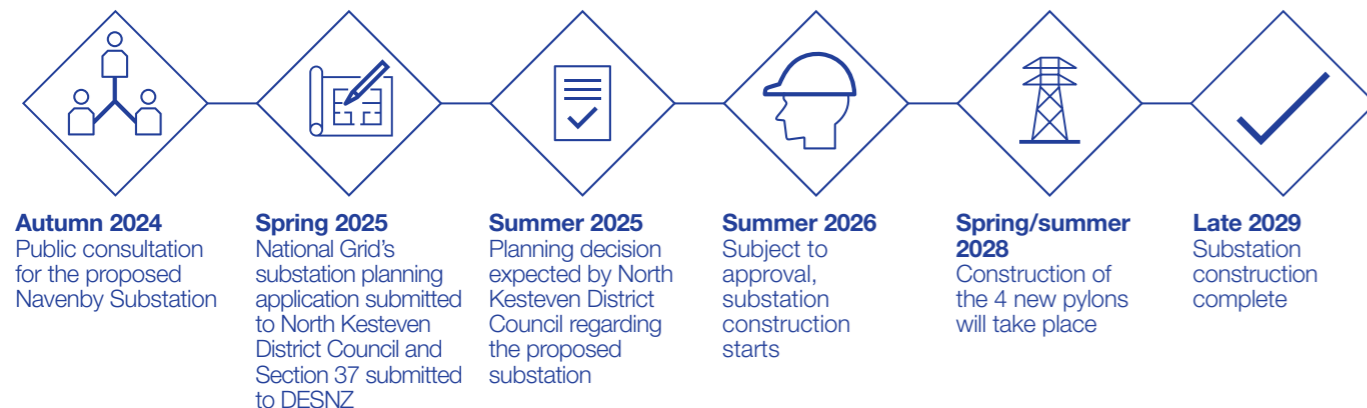 Autumn 2024
Public consultation
for the proposed
Navenby Substation
Spring 2025
National Grid’s
substation planning
application submitted
to North Kesteven
District Council and
Section 37 submitted
to DESNZ
Summer 2025
Planning decision
expected by North
Kesteven District
Council regarding
the proposed
substation
Summer 2026
Subject to
approval,
substation
construction
starts
Spring/summer
2028
Construction of
the 4 new pylons
will take place
Late 2029
Substation
construction
complete